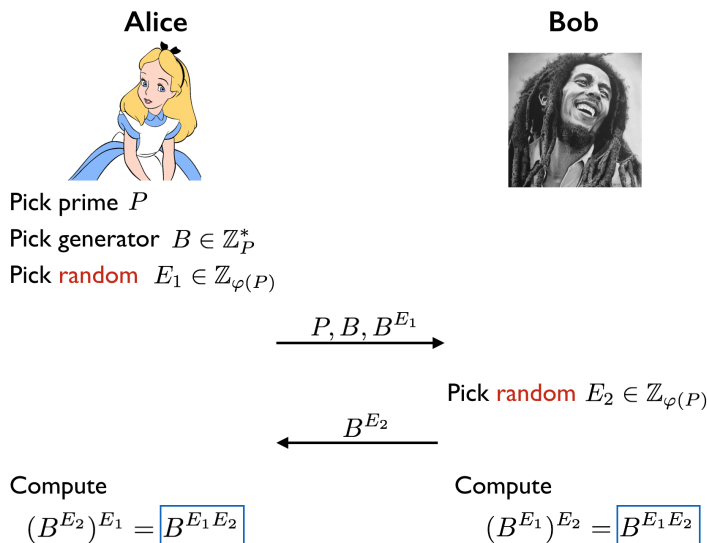 Alice
Bob
Pick prime P
Pick generator B ∈ ℤ*_P
Pick random E₁ ∈ ℤ_φ(P)
P, B, B^{E₁}
Pick random E₂ ∈ ℤ_φ(P)
B^{E₂}
Compute
(B^{E₂})^{E₁} = B^{E₁E₂}
Compute
(B^{E₁})^{E₂} = B^{E₁E₂}